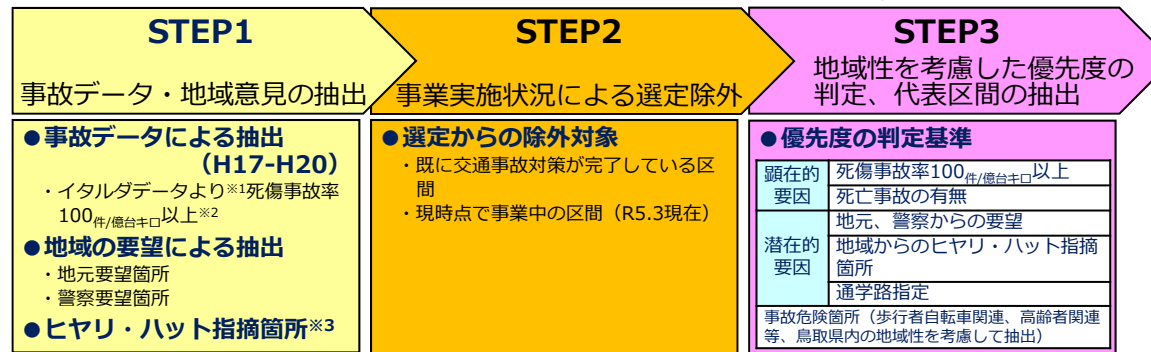 STEP1
事故データ・地域意見の抽出
●事故データによる抽出
（H17-H20）
・イタルダデータより※1死傷事故率
100件/億台キロ以上※2
●地域の要望による抽出
・地元要望箇所
・警察要望箇所
●ヒヤリ・ハット指摘箇所※3
STEP2
事業実施状況による選定除外
●選定からの除外対象
・既に交通事故対策が完了している区
間
・現時点で事業中の区間（R5.3現在）
STEP3
地域性を考慮した優先度の
判定、代表区間の抽出
●優先度の判定基準
顕在的
要因
死傷事故率100件/億台キロ以上
死亡事故の有無
潜在的
要因
地元、警察からの要望
地域からのヒヤリ・ハット指摘
箇所
通学路指定
事故危険箇所（歩行者自転車関連、高齢者関連
等、鳥取県内の地域性を考慮して抽出）